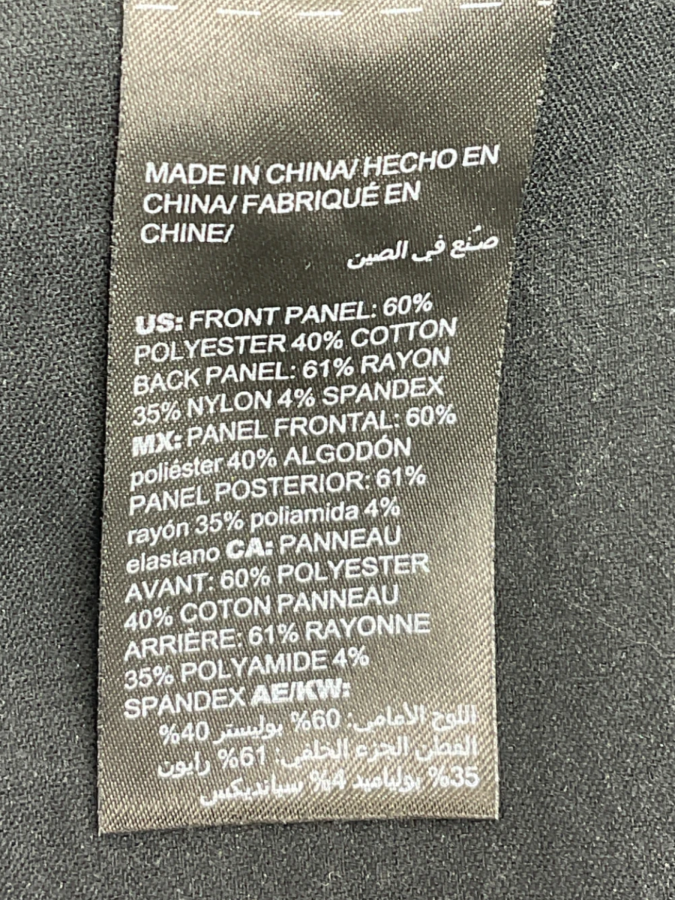 MADE IN CHINA/ HECHO EN
CHINA/ FABRIQUÉ EN
CHINE/
صُنع في الصين
US: FRONT PANEL: 60%
POLYESTER 40% COTTON
BACK PANEL: 61% RAYON
35% NYLON 4% SPANDEX
MX: PANEL FRONTAL: 60%
poliéster 40% ALGODÓN
PANEL POSTERIOR: 61%
rayón 35% poliamida 4%
elastano CA: PANNEAU
AVANT: 60% POLYESTER
40% COTON PANNEAU
ARRIÈRE: 61% RAYONNE
35% POLYAMIDE 4%
SPANDEX AE/KW:
اللوح الأمامي: 60% بوليستر 40%
القطن الجزء الخلفي: 61% رايون
35% بولياميد 4% سبانديكس